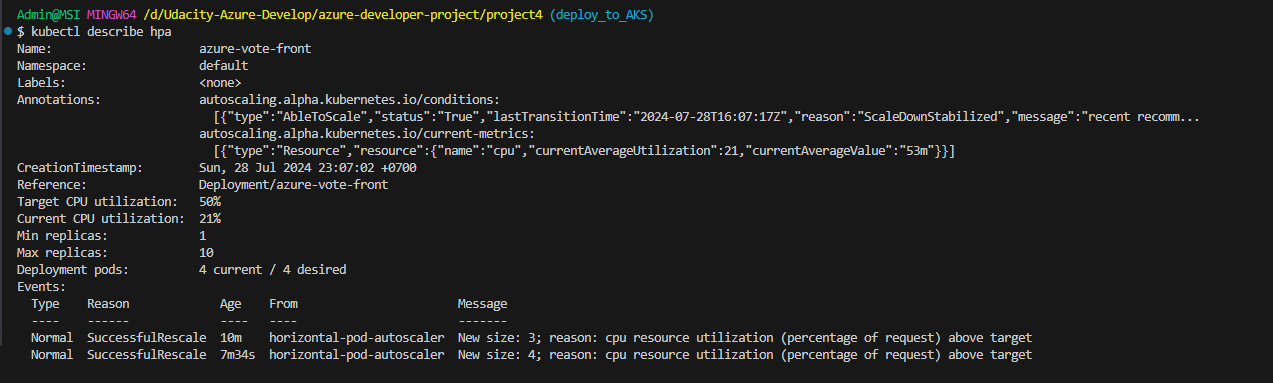 Admin@MSI MINGW64 /d/Udacity-Azure-Develop/azure-developer-project/project4 (deploy_to_AKS)
$ kubectl describe hpa
Name:                     azure-vote-front
Namespace:                default
Labels:                   <none>
Annotations:              autoscaling.alpha.kubernetes.io/conditions:
                            [{"type":"AbleToScale","status":"True","lastTransitionTime":"2024-07-28T16:07:17Z","reason":"ScaleDownStabilized","message":"recent recomm...
                          autoscaling.alpha.kubernetes.io/current-metrics:
                            [{"type":"Resource","resource":{"name":"cpu","currentAverageUtilization":21,"currentAverageValue":"53m"}}]
CreationTimestamp:        Sun, 28 Jul 2024 23:07:02 +0700
Reference:                Deployment/azure-vote-front
Target CPU utilization:   50%
Current CPU utilization:  21%
Min replicas:             1
Max replicas:             10
Deployment pods:          4 current / 4 desired
Events:
  Type    Reason             Age    From                       Message
  ----    ------             ----   ----                       -------
  Normal  SuccessfulRescale  10m    horizontal-pod-autoscaler  New size: 3; reason: cpu resource utilization (percentage of request) above target
  Normal  SuccessfulRescale  7m34s  horizontal-pod-autoscaler  New size: 4; reason: cpu resource utilization (percentage of request) above target